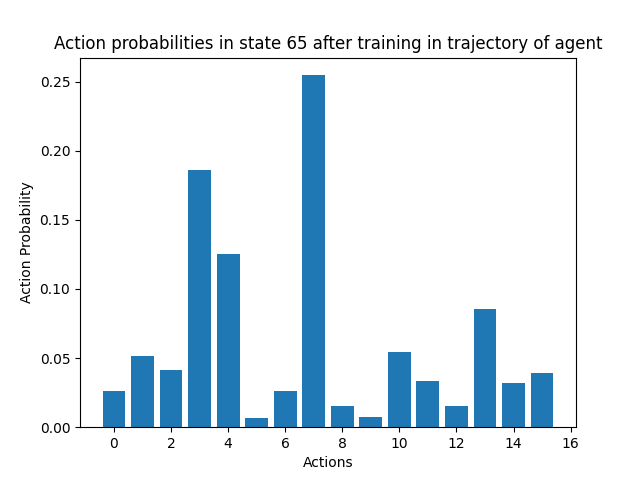 Action probabilities in state 65 after training in trajectory of agent
0.25
0.20
0.15
0.10
0.05
0.00
Action Probability
0 2 4 6 8 10 12 14 16
Actions